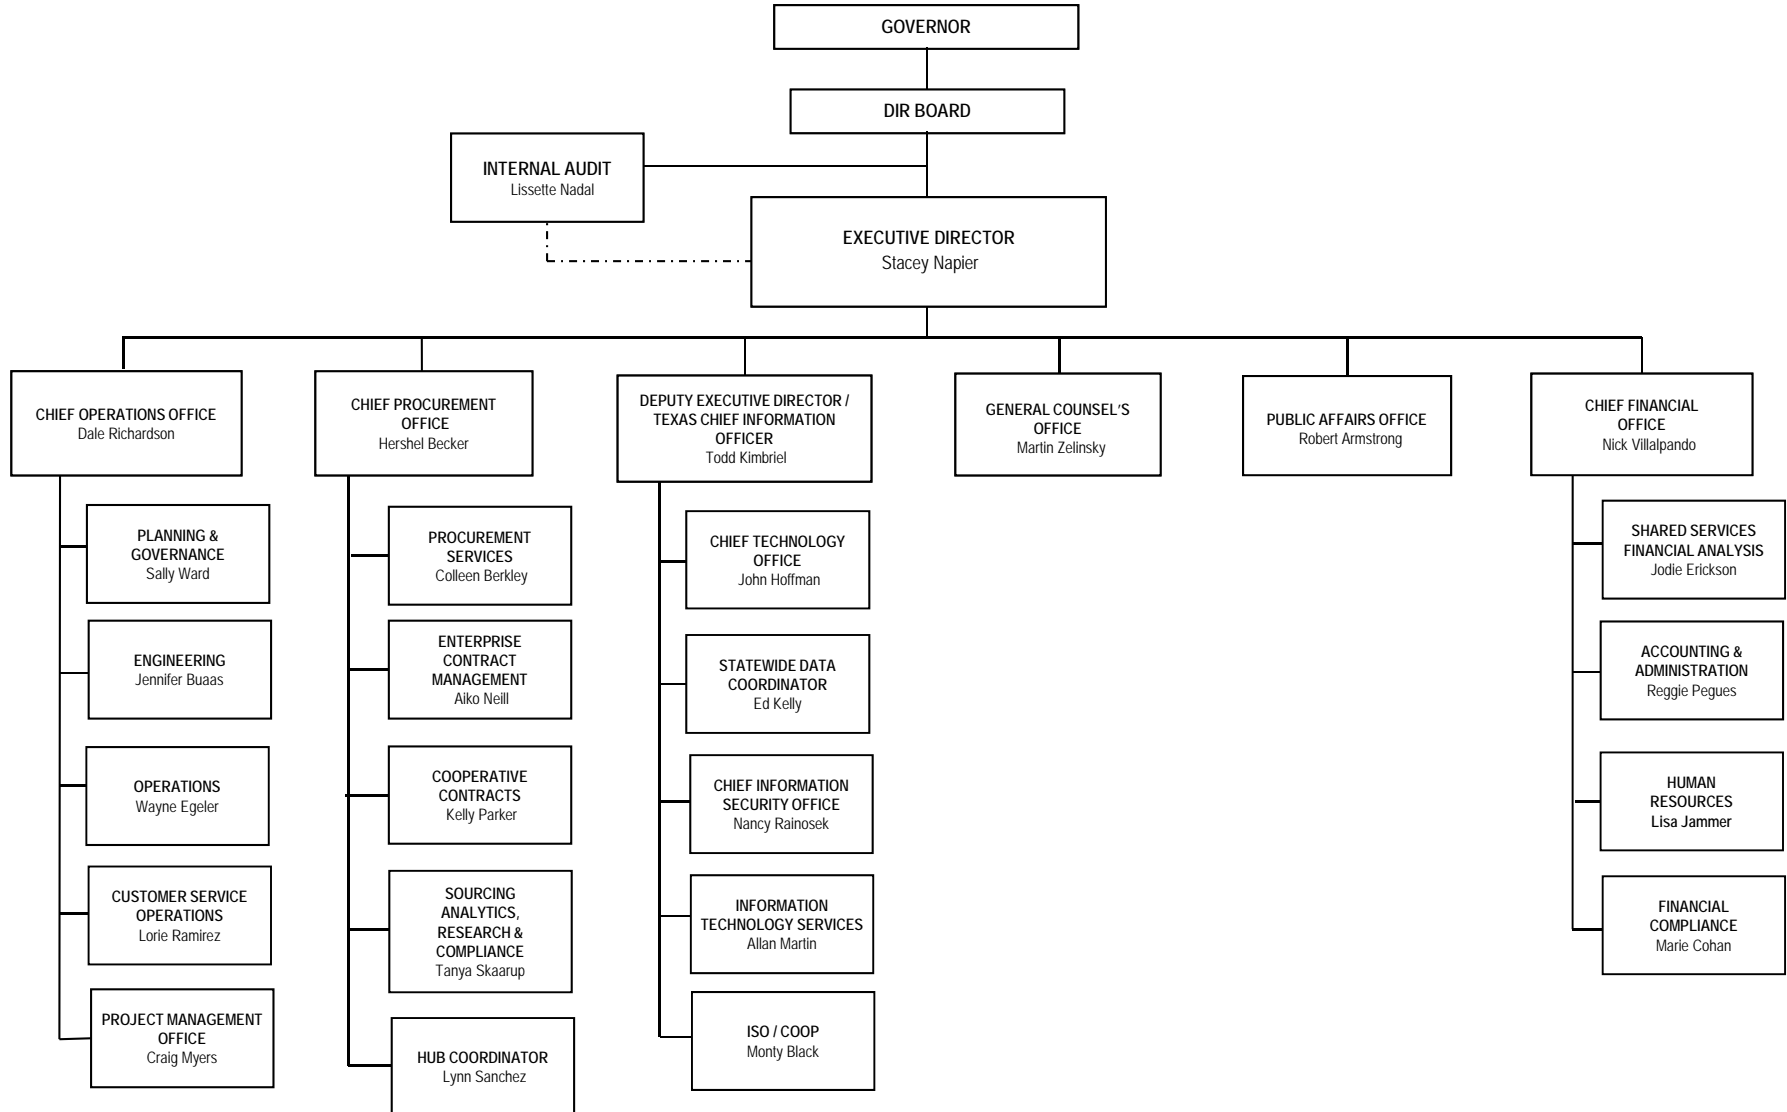 GOVERNOR
DIR BOARD
INTERNAL AUDIT
Lissette Nadal
EXECUTIVE DIRECTOR
Stacey Napier
CHIEF OPERATIONS OFFICE
Dale Richardson
CHIEF PROCUREMENT
OFFICE
Hershel Becker
DEPUTY EXECUTIVE DIRECTOR /
TEXAS CHIEF INFORMATION
OFFICER
Todd Kimbriel
GENERAL COUNSEL'S
OFFICE
Martin Zelinsky
PUBLIC AFFAIRS OFFICE
Robert Armstrong
CHIEF FINANCIAL
OFFICE
Nick Villalpando
PLANNING &
GOVERNANCE
Sally Ward
ENGINEERING
Jennifer Buaas
OPERATIONS
Wayne Egeler
CUSTOMER SERVICE
OPERATIONS
Lorie Ramirez
PROJECT MANAGEMENT
OFFICE
Craig Myers
PROCUREMENT
SERVICES
Colleen Berkley
ENTERPRISE
CONTRACT
MANAGEMENT
Aiko Neill
COOPERATIVE
CONTRACTS
Kelly Parker
SOURCING
ANALYTICS,
RESEARCH &
COMPLIANCE
Tanya Skaarup
HUB COORDINATOR
Lynn Sanchez
CHIEF TECHNOLOGY
OFFICE
John Hoffman
STATEWIDE DATA
COORDINATOR
Ed Kelly
CHIEF INFORMATION
SECURITY OFFICE
Nancy Rainosek
INFORMATION
TECHNOLOGY SERVICES
Allan Martin
ISO / COOP
Monty Black
SHARED SERVICES
FINANCIAL ANALYSIS
Jodie Erickson
ACCOUNTING &
ADMINISTRATION
Reggie Pegues
HUMAN
RESOURCES
Lisa Jammer
FINANCIAL
COMPLIANCE
Marie Cohan